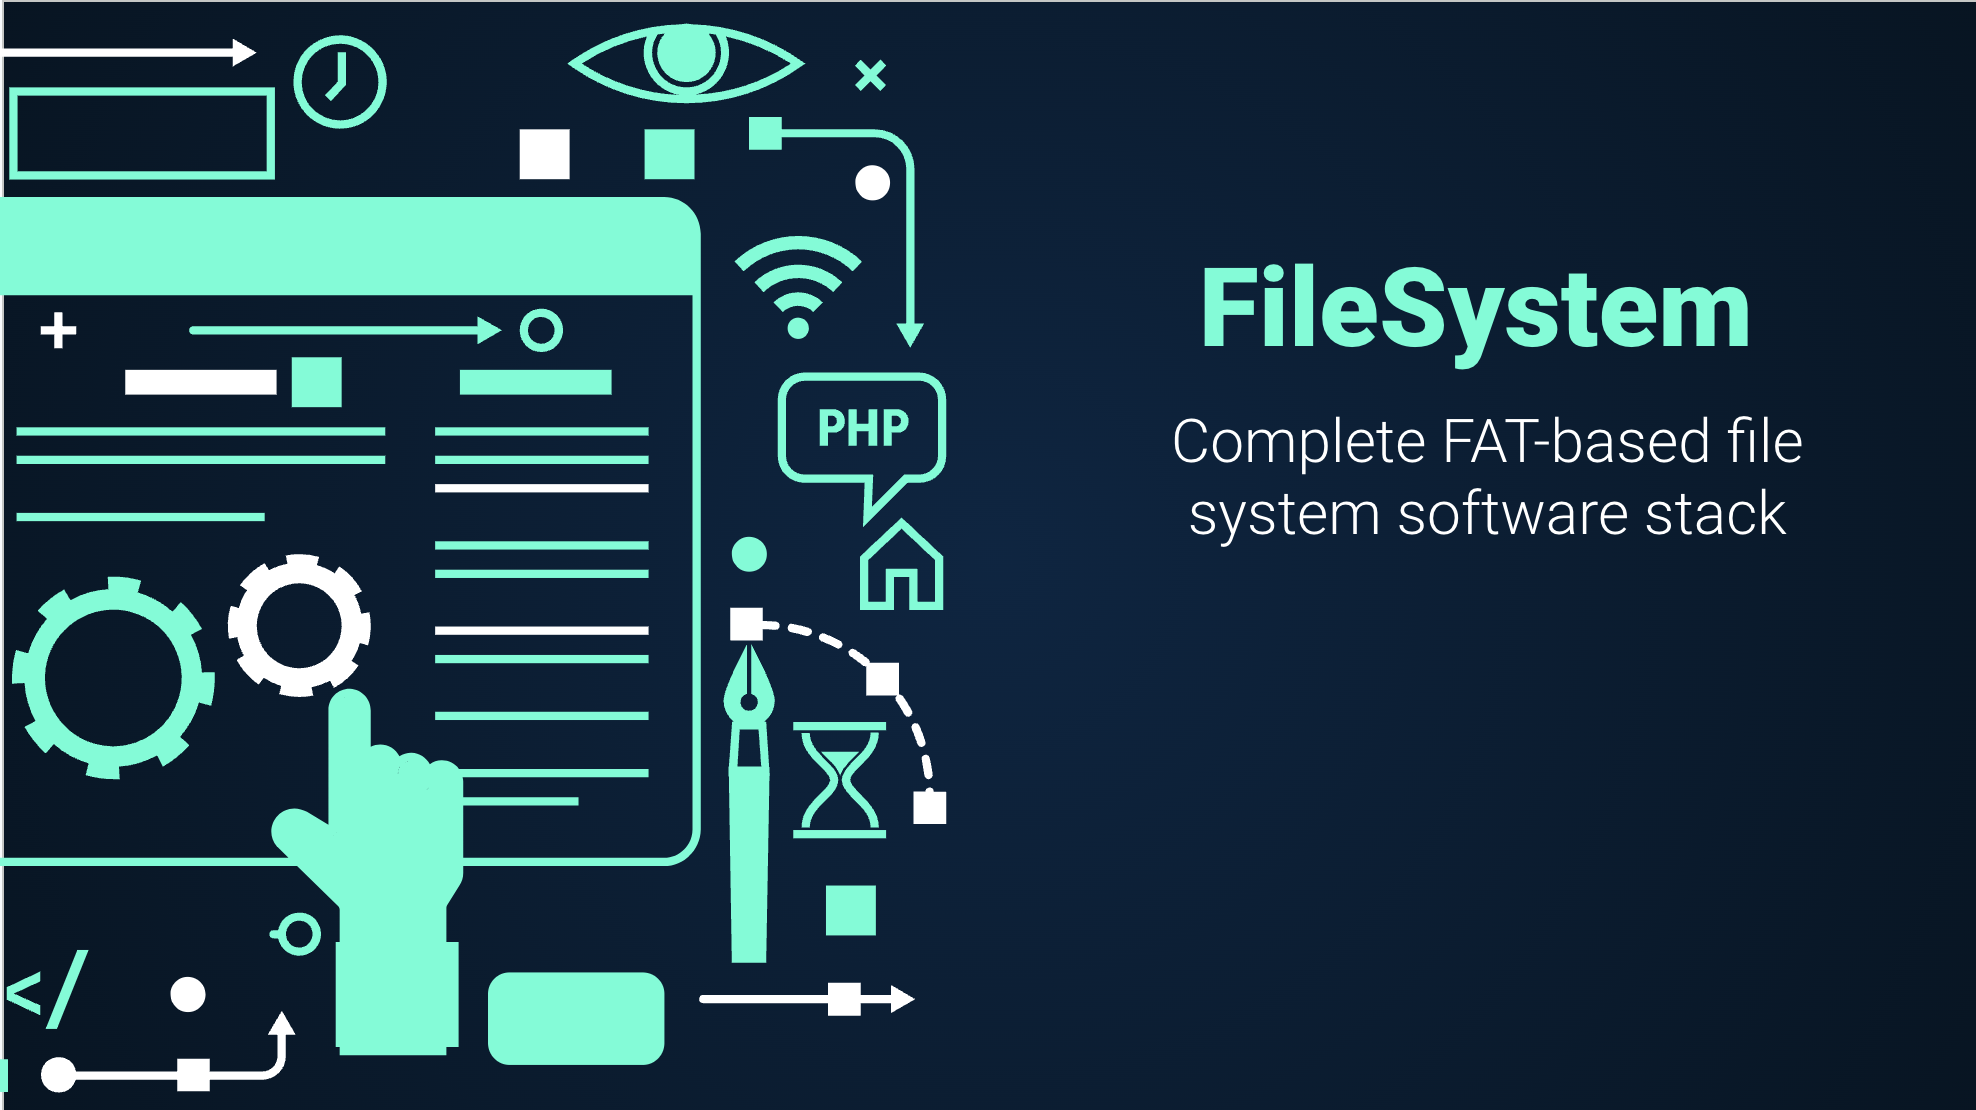 FileSystem
Complete FAT-based file
system software stack
PHP
</